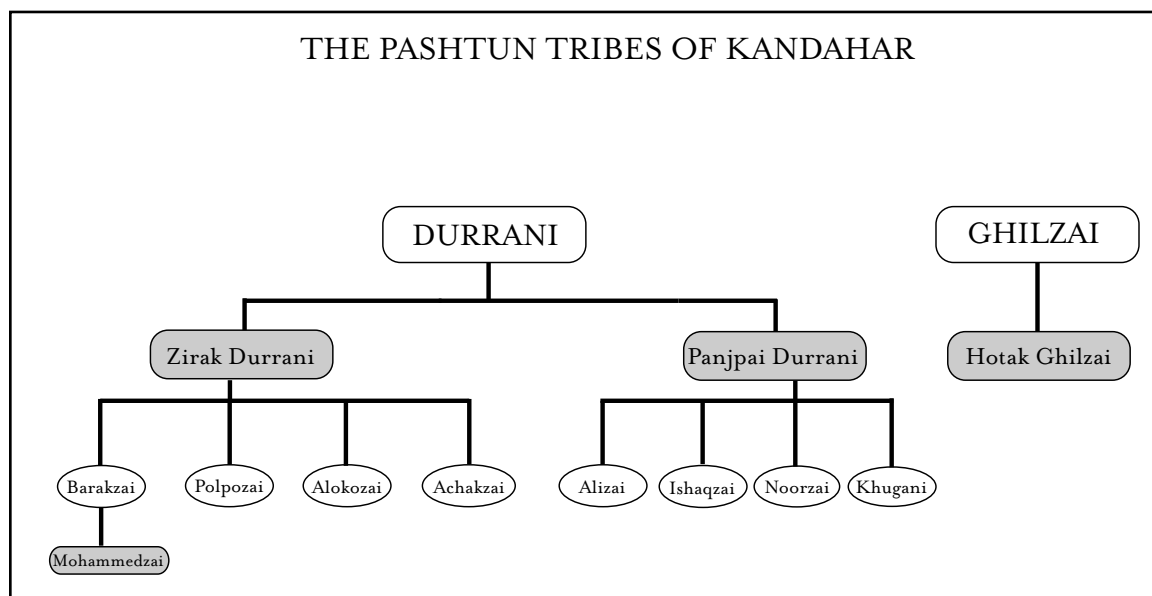 THE PASHTUN TRIBES OF KANDAHAR
DURRANI
GHILZAI
Zirak Durrani
Panjpai Durrani
Hotak Ghilzai
Barakzai
Polpozai
Alokozai
Achakzai
Alizai
Ishaqzai
Noorzai
Khugani
Mohammedzai